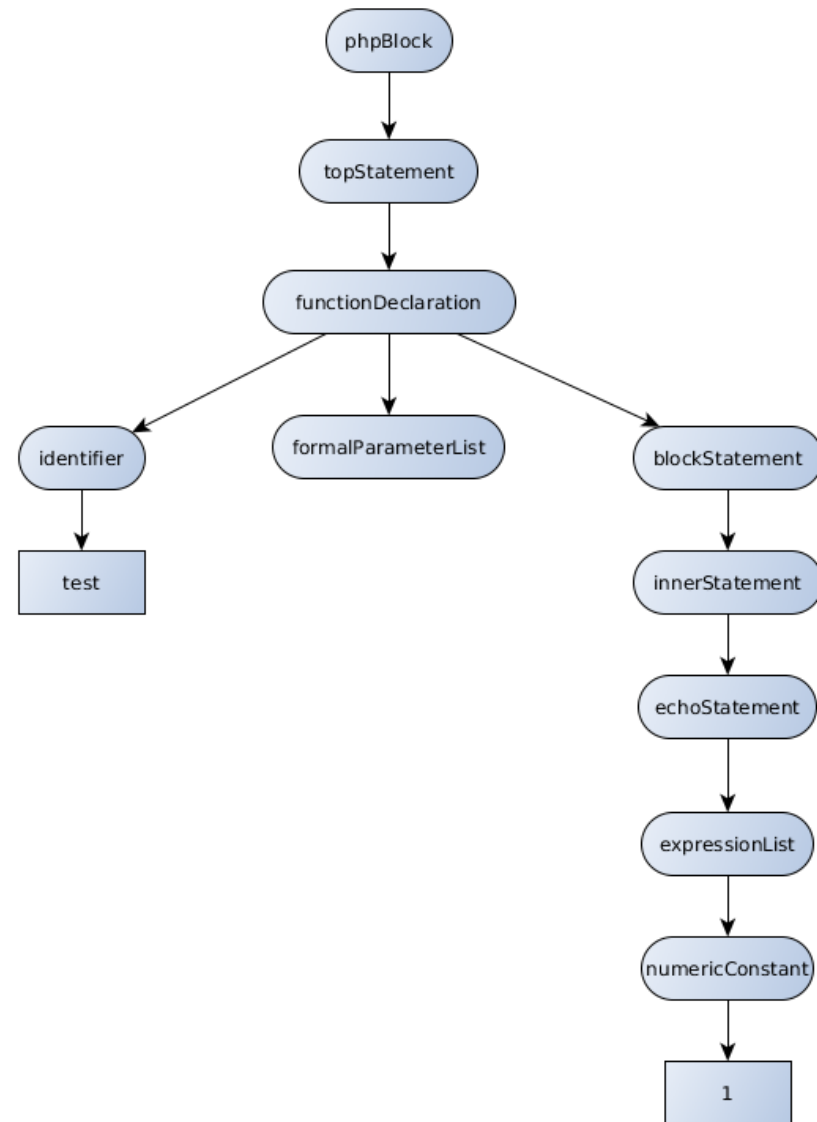 phpBlock
topStatement
functionDeclaration
identifier
formalParameterList
blockStatement
test
innerStatement
echoStatement
expressionList
numericConstant
1